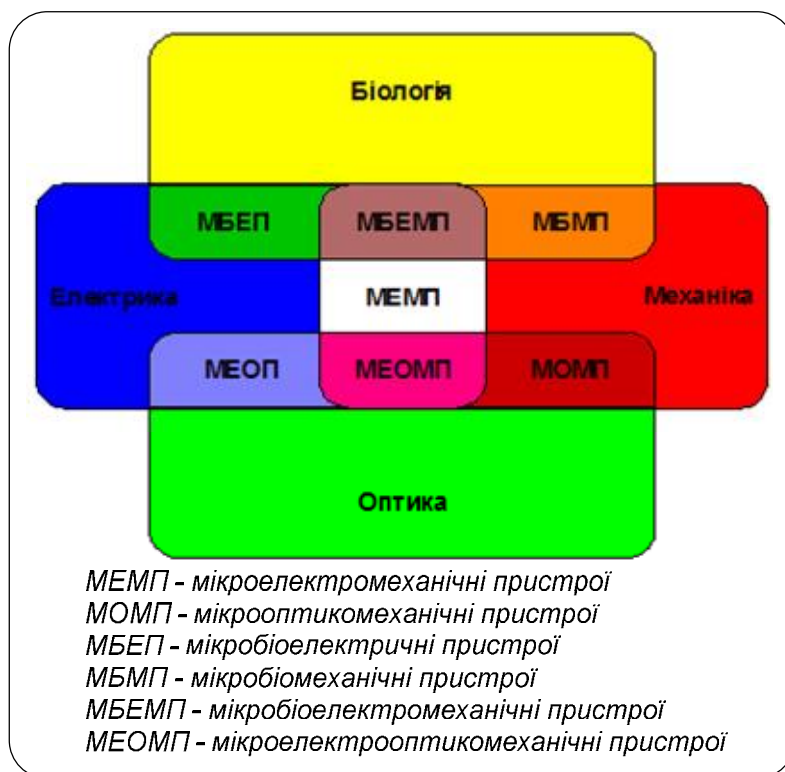 Біологія
МБЕП МБЕМП МБМП
Електрика МЕМП Механіка
МЕОП МЕОМП МОМП
Оптика
МЕМП - мікроелектромеханічні пристрої
МОМП - мікрооптикомеханічні пристрої
МБЕП - мікробіоелектричні пристрої
МБМП - мікробіомеханічні пристрої
МБЕМП - мікробіоелектромеханічні пристрої
МЕОМП - мікроелектрооптикомеханічні пристрої